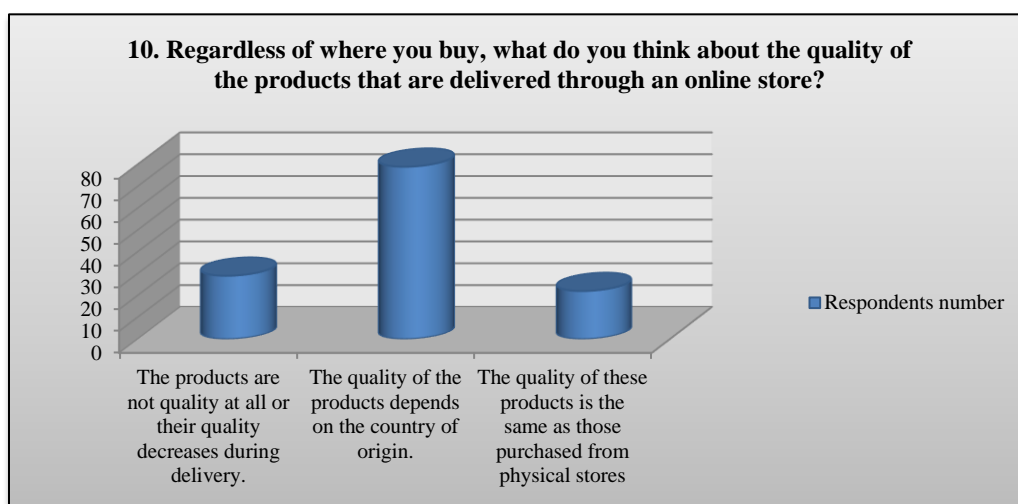 10. Regardless of where you buy, what do you think about the quality of
the products that are delivered through an online store?
80
70
60
50
40
30
20
10
0
The products are
not quality at all or
their quality
decreases during
delivery.
The quality of the
products depends
on the country of
origin.
The quality of these
products is the
same as those
purchased from
physical stores
Respondents number